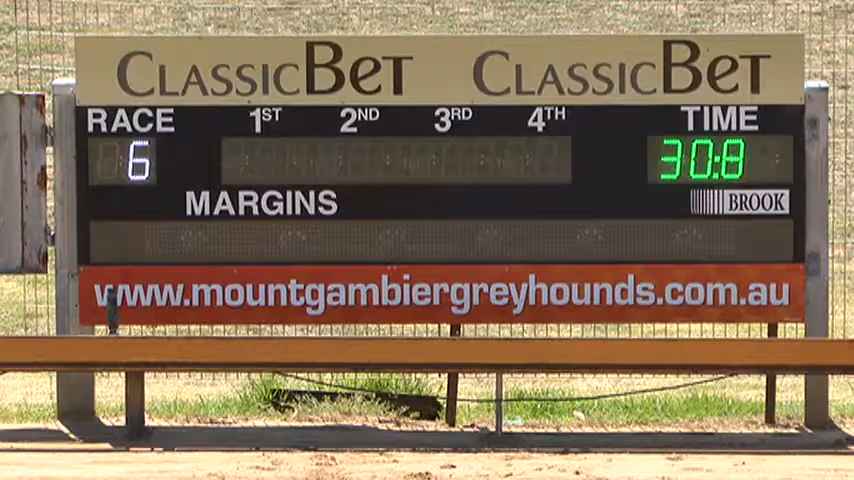 CLASSICBET CLASSICBET
RACE 1ST 2ND 3RD 4TH TIME
6 30:8
MARGINS BROOK
www.mountgambiergreyhounds.com.au